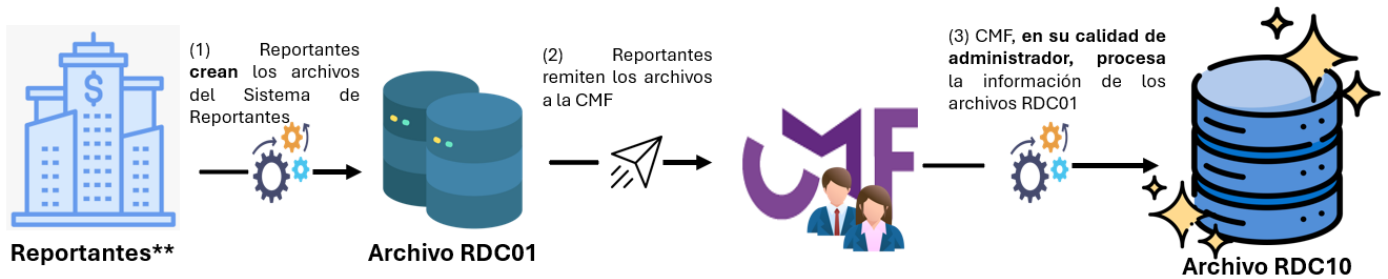 (1) Reportantes
crean los archivos
del Sistema de
Reportantes
(2) Reportantes
remiten los archivos
a la CMF
(3) CMF, en su calidad de
administrador, procesa
la información de los
archivos RDC01
$
CMF
Reportantes**
Archivo RDC01
Archivo RDC10